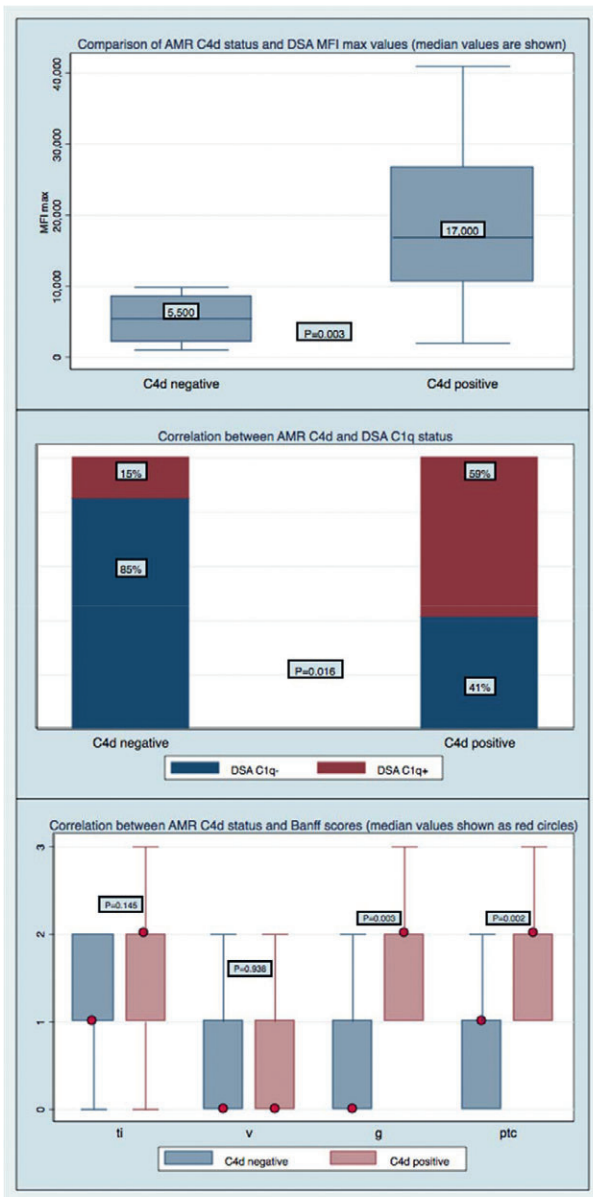 Comparison of AMR C4d status and DSA MFI max values (median values are shown)
40,000
30,000
20,000
10,000
0
MFI max
17,000
5,500
P=0.003
C4d negative C4d positive
Correlation between AMR C4d and DSA C1q status
15% 59%
85%
P=0.016
41%
C4d negative C4d positive
DSA C1q- DSA C1q+
Correlation between AMR C4d status and Banff scores (median values shown as red circles)
3
2
1
0
P=0.145
P=0.936
P=0.003
P=0.002
ti v g ptc
C4d negative C4d positive